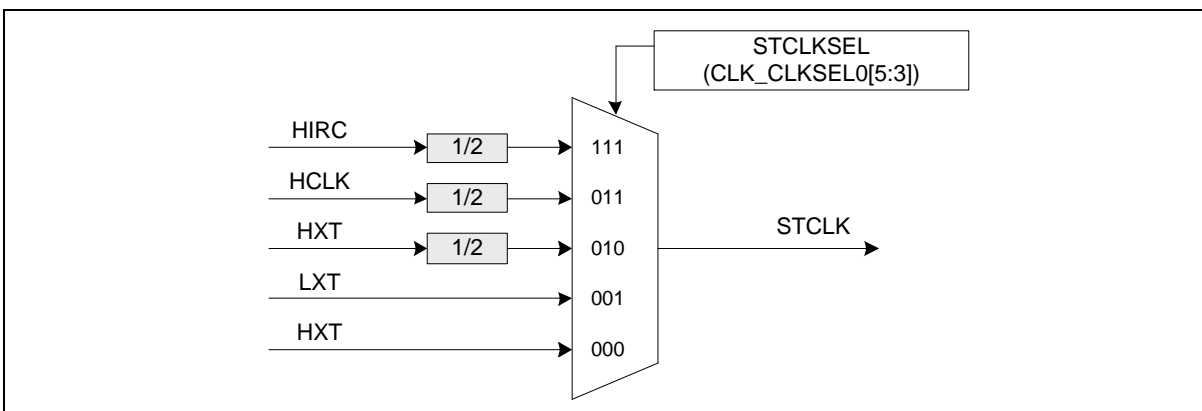 STCLKSEL
(CLK_CLKSEL0[5:3])
HIRC
1/2
111
HCLK
1/2
011
HXT
1/2
010
STCLK
LXT
001
HXT
000